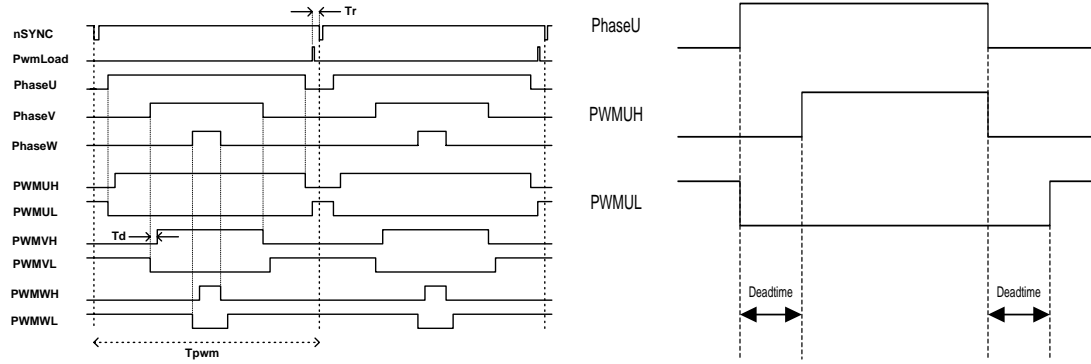 Tr
nSYNC
PwmLoad
PhaseU
PhaseV
PhaseW
PWMUH
PWMUL
Td
PWMVH
PWMVL
PWMWH
PWMWL
Tpwm
PhaseU
PWMUH
PWMUL
Deadtime
Deadtime